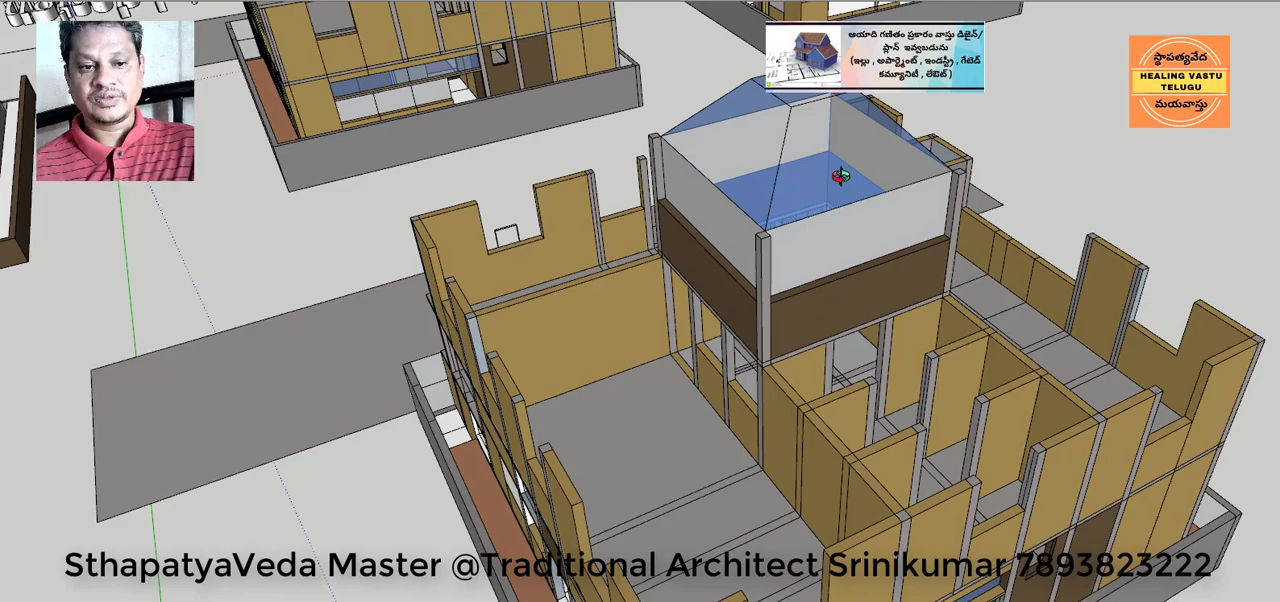 ఆయాది గణితం ప్రకారం వాస్తు డిజైన్/
ప్లాన్ ఇవ్వబడును
(ఇల్లు , అపార్ట్మెంట్ , ఇండస్ట్రీ , గేటెడ్
కమ్యూనిటీ , లేఔట్ )
స్థాపత్యవేద
HEALING VASTU
TELUGU
మయవాస్తు
SthapatyaVeda Master @Traditional Architect Srinikumar 7893823222